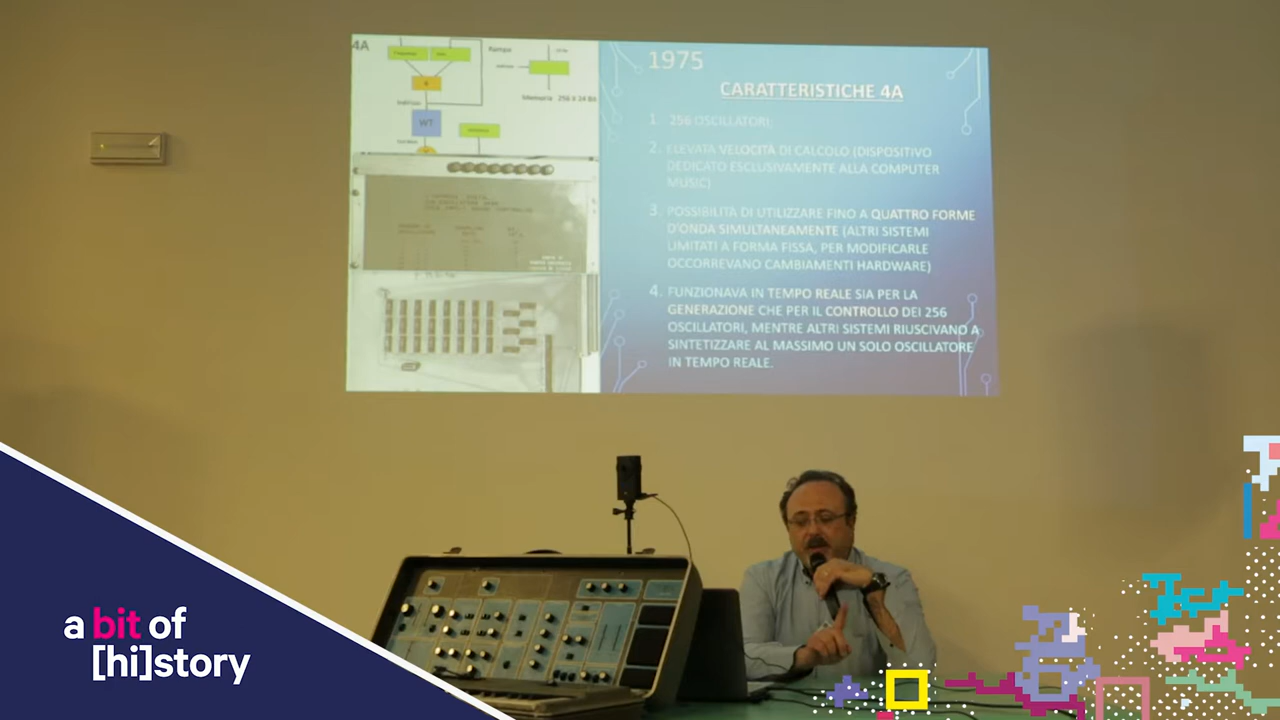 4A
Rampe
Memoria 256 X 24 Bit
WT
1975
CARATTERISTICHE 4A
1. 256 OSCILLATORI;
2. ELEVATA VELOCITÀ DI CALCOLO (DISPOSITIVO
DEDICATO ESCLUSIVAMENTE ALLA COMPUTER
MUSIC)
3. POSSIBILITÀ DI UTILIZZARE FINO A QUATTRO FORME
D'ONDA SIMULTANEAMENTE (ALTRI SISTEMI
LIMITATI A FORMA FISSA, PER MODIFICARLE
OCCORREVANO CAMBIAMENTI HARDWARE)
4. FUNZIONAVA IN TEMPO REALE SIA PER LA
GENERAZIONE CHE PER IL CONTROLLO DEI 256
OSCILLATORI, MENTRE ALTRI SISTEMI RIUSCIVANO A
SINTETIZZARE AL MASSIMO UN SOLO OSCILLATORE
IN TEMPO REALE.
a bit of
[hi]story